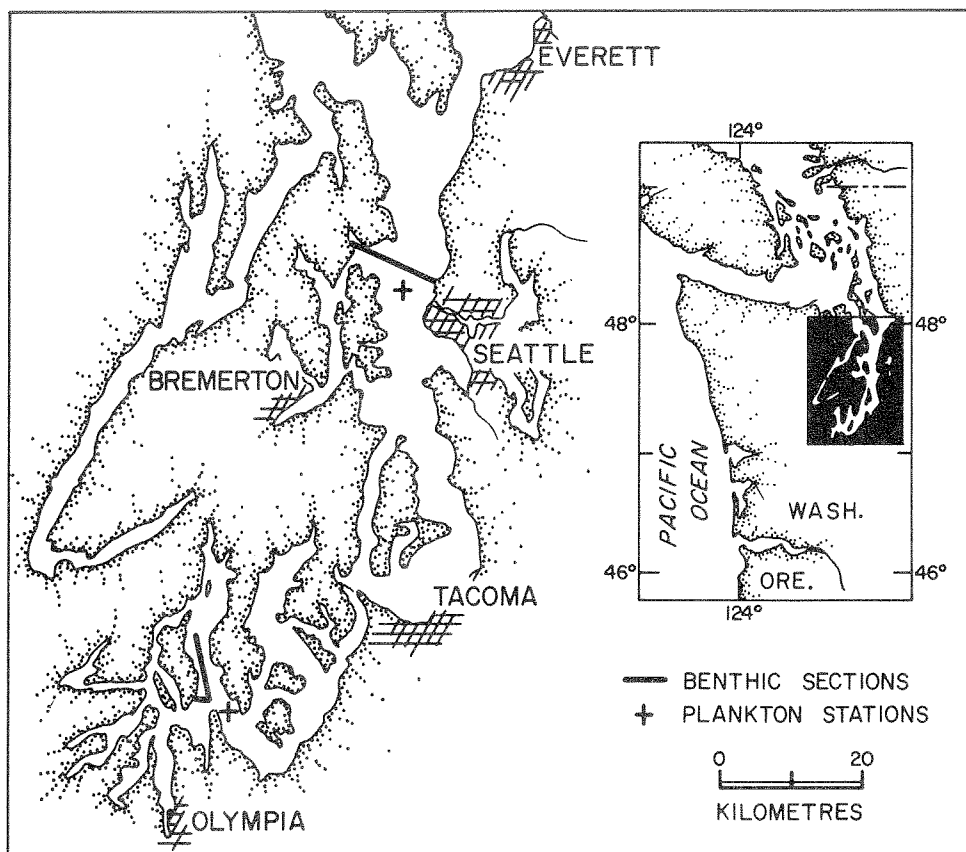 EVERETT
124°
SEATTLE
BREMERTON
48°
48°
PACIFIC
OCEAN
WASH.
46°
ORE.
46°
124°
TACOMA
BENTHIC SECTIONS
+ PLANKTON STATIONS
0 20
KILOMETRES
OLYMPIA